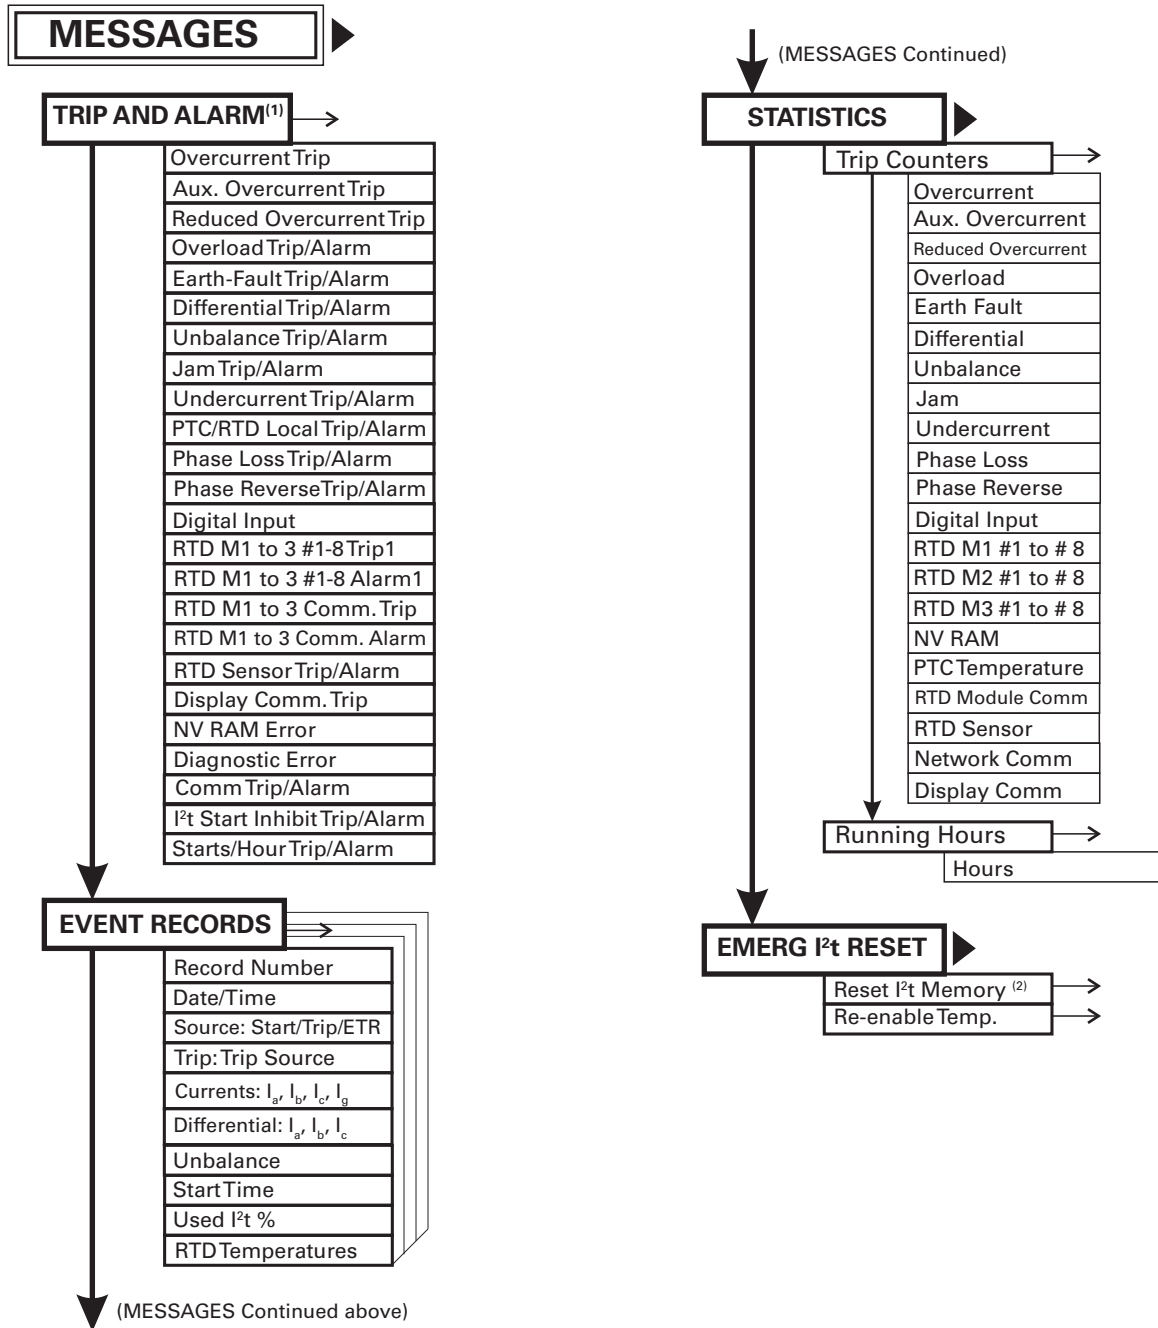 MESSAGES
TRIP AND ALARM(1)
Overcurrent Trip
Aux. Overcurrent Trip
Reduced Overcurrent Trip
Overload Trip/Alarm
Earth-Fault Trip/Alarm
Differential Trip/Alarm
Unbalance Trip/Alarm
Jam Trip/Alarm
Undercurrent Trip/Alarm
PTC/RTD Local Trip/Alarm
Phase Loss Trip/Alarm
Phase Reverse Trip/Alarm
Digital Input
RTD M1 to 3 #1-8 Trip1
RTD M1 to 3 #1-8 Alarm1
RTD M1 to 3 Comm. Trip
RTD M1 to 3 Comm. Alarm
RTD Sensor Trip/Alarm
Display Comm. Trip
NV RAM Error
Diagnostic Error
Comm Trip/Alarm
I²t Start Inhibit Trip/Alarm
Starts/Hour Trip/Alarm
EVENT RECORDS
Record Number
Date/Time
Source: Start/Trip/ETR
Trip: Trip Source
Currents: Ia, Ib, Ic, Ig
Differential: Ia, Ib, Ic
Unbalance
Start Time
Used I²t %
RTD Temperatures
(MESSAGES Continued above)
(MESSAGES Continued)
STATISTICS
Trip Counters
Overcurrent
Aux. Overcurrent
Reduced Overcurrent
Overload
Earth Fault
Differential
Unbalance
Jam
Undercurrent
Phase Loss
Phase Reverse
Digital Input
RTD M1 #1 to # 8
RTD M2 #1 to # 8
RTD M3 #1 to # 8
NV RAM
PTC Temperature
RTD Module Comm
RTD Sensor
Network Comm
Display Comm
Running Hours
Hours
EMERG I²t RESET
Reset I²t Memory (2)
Re-enable Temp.